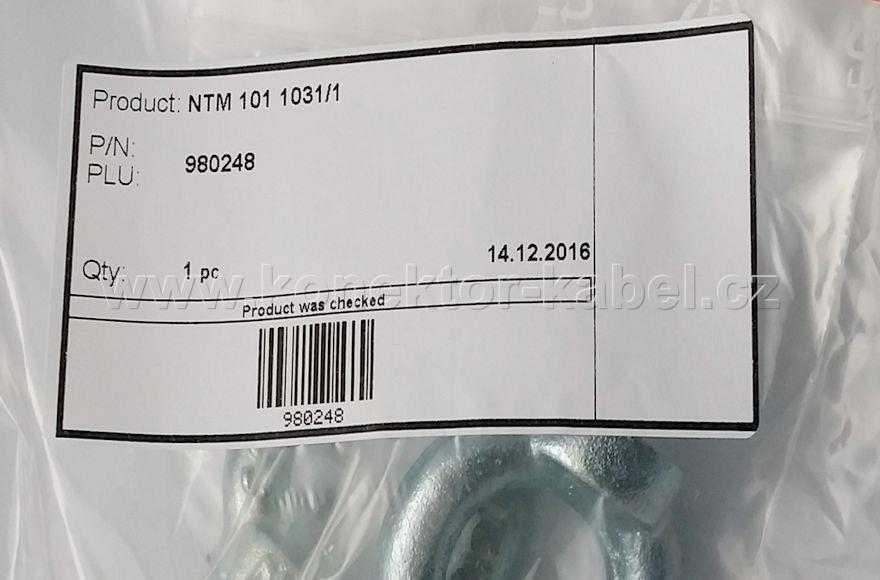 Product: NTM 101 1031/1
P/N:
PLU: 980248
Qty: 1 pc
14.12.2016
www.konektor-kabel.cz
Product was checked
980248